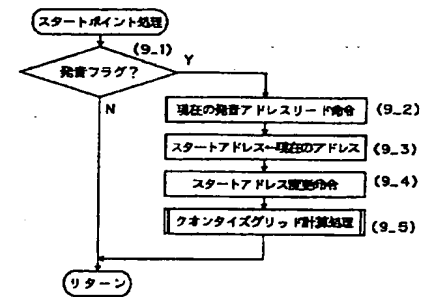 スタートポイント処理
(9_1)
発音フラグ?
Y
N
現在の発音アドレスリード命令
(9_2)
スタートアドレス←現在のアドレス
(9_3)
スタートアドレス変更命令
(9_4)
クオンタイズグリッド計算処理
(9_5)
リターン